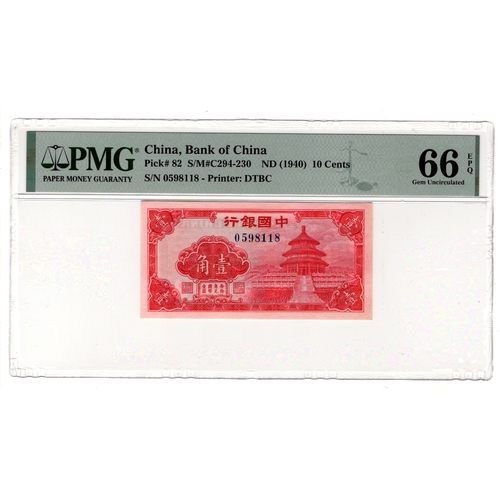 PMG
PAPER MONEY GUARANTY
China, Bank of China
Pick# 82 S/M#C294-230 ND (1940) 10 Cents
S/N 0598118 - Printer: DTBC
66 EPQ
Gem Uncirculated
行銀國中
0598118
角壹